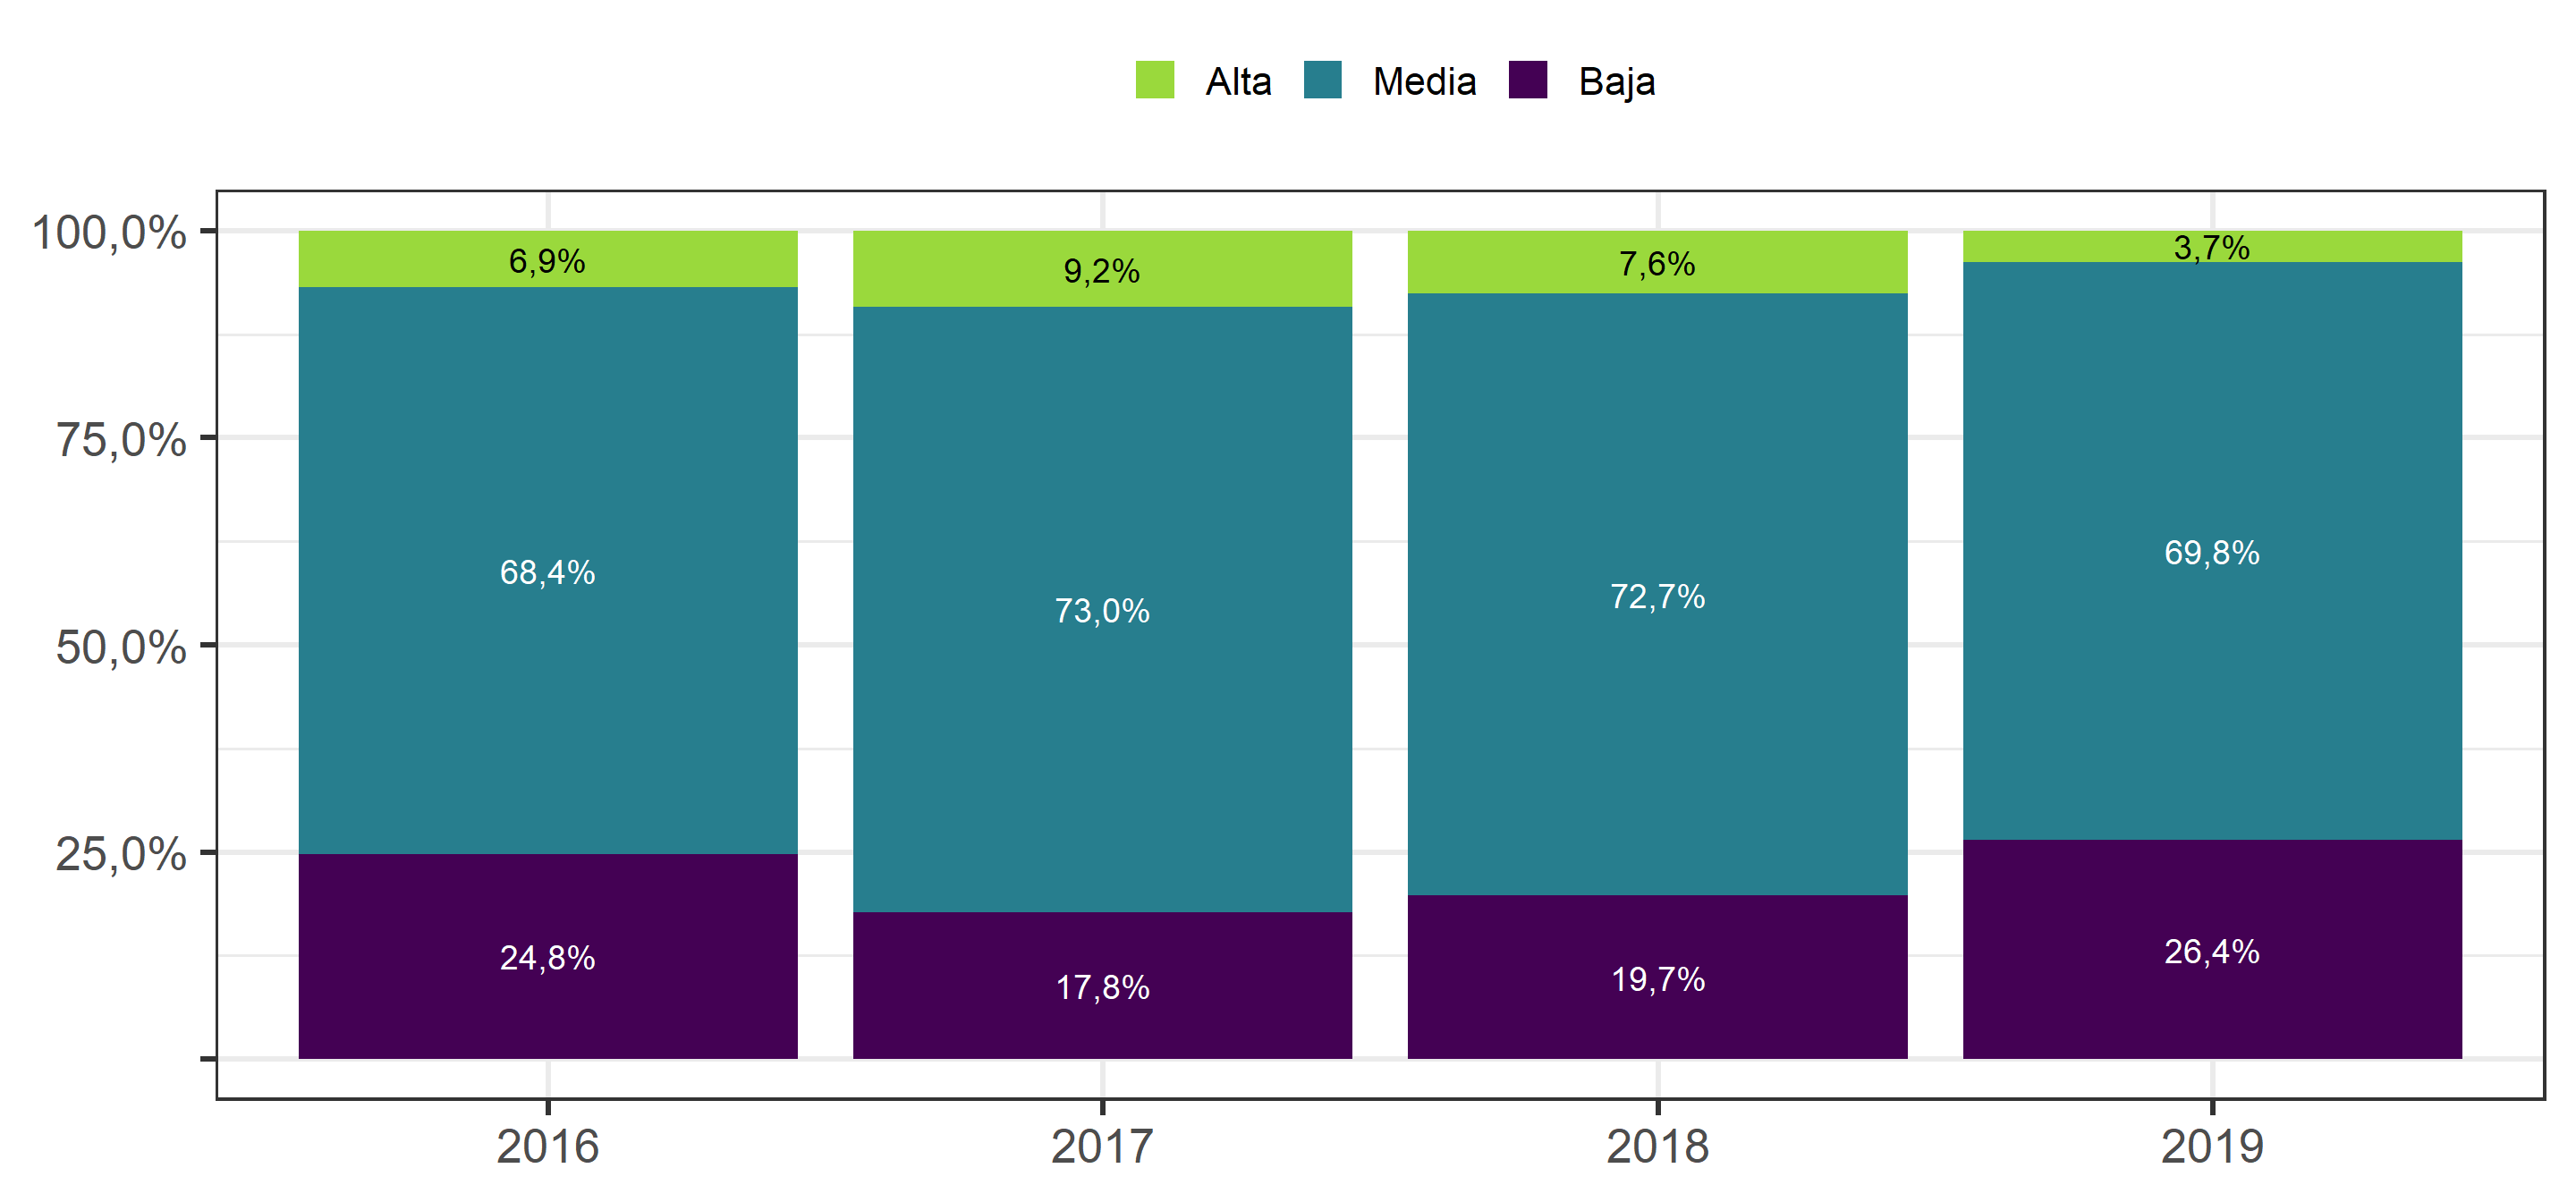 Alta Media Baja
100,0%
75,0%
50,0%
25,0%
6,9% 9,2% 7,6% 3,7%
68,4% 73,0% 72,7% 69,8%
24,8% 17,8% 19,7% 26,4%
2016 2017 2018 2019